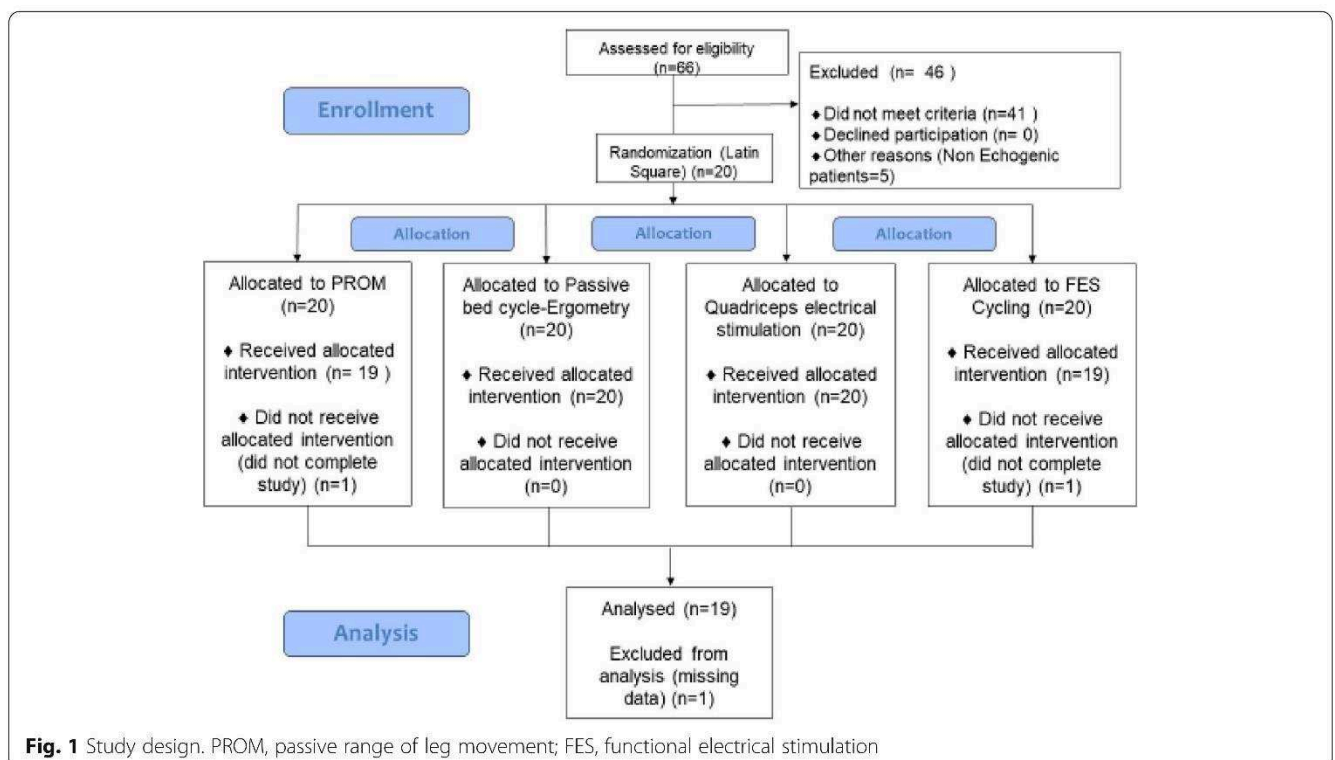 Assessed for eligibility
(n=66)
Excluded (n= 46 )
♦ Did not meet criteria (n=41 )
♦ Declined participation (n= 0)
♦ Other reasons (Non Echogenic
patients=5)
Enrollment
Randomization (Latin
Square) (n=20)
Allocation
Allocation
Allocation
Allocated to PROM
(n=20)
♦ Received allocated
intervention (n= 19 )
♦ Did not receive
allocated intervention
(did not complete
study) (n=1)
Allocated to Passive
bed cycle-Ergometry
(n=20)
♦ Received allocated
intervention (n=20)
♦ Did not receive
allocated intervention
(n=0)
Allocated to
Quadriceps electrical
stimulation (n=20)
♦ Received allocated
intervention (n=20)
♦ Did not receive
allocated intervention
(n=0)
Allocated to FES
Cycling (n=20)
♦ Received allocated
intervention (n=19)
♦ Did not receive
allocated intervention
(did not complete
study) (n=1)
Analysis
Analysed (n=19)
Excluded from
analysis (missing
data) (n=1)
Fig. 1 Study design. PROM, passive range of leg movement; FES, functional electrical stimulation